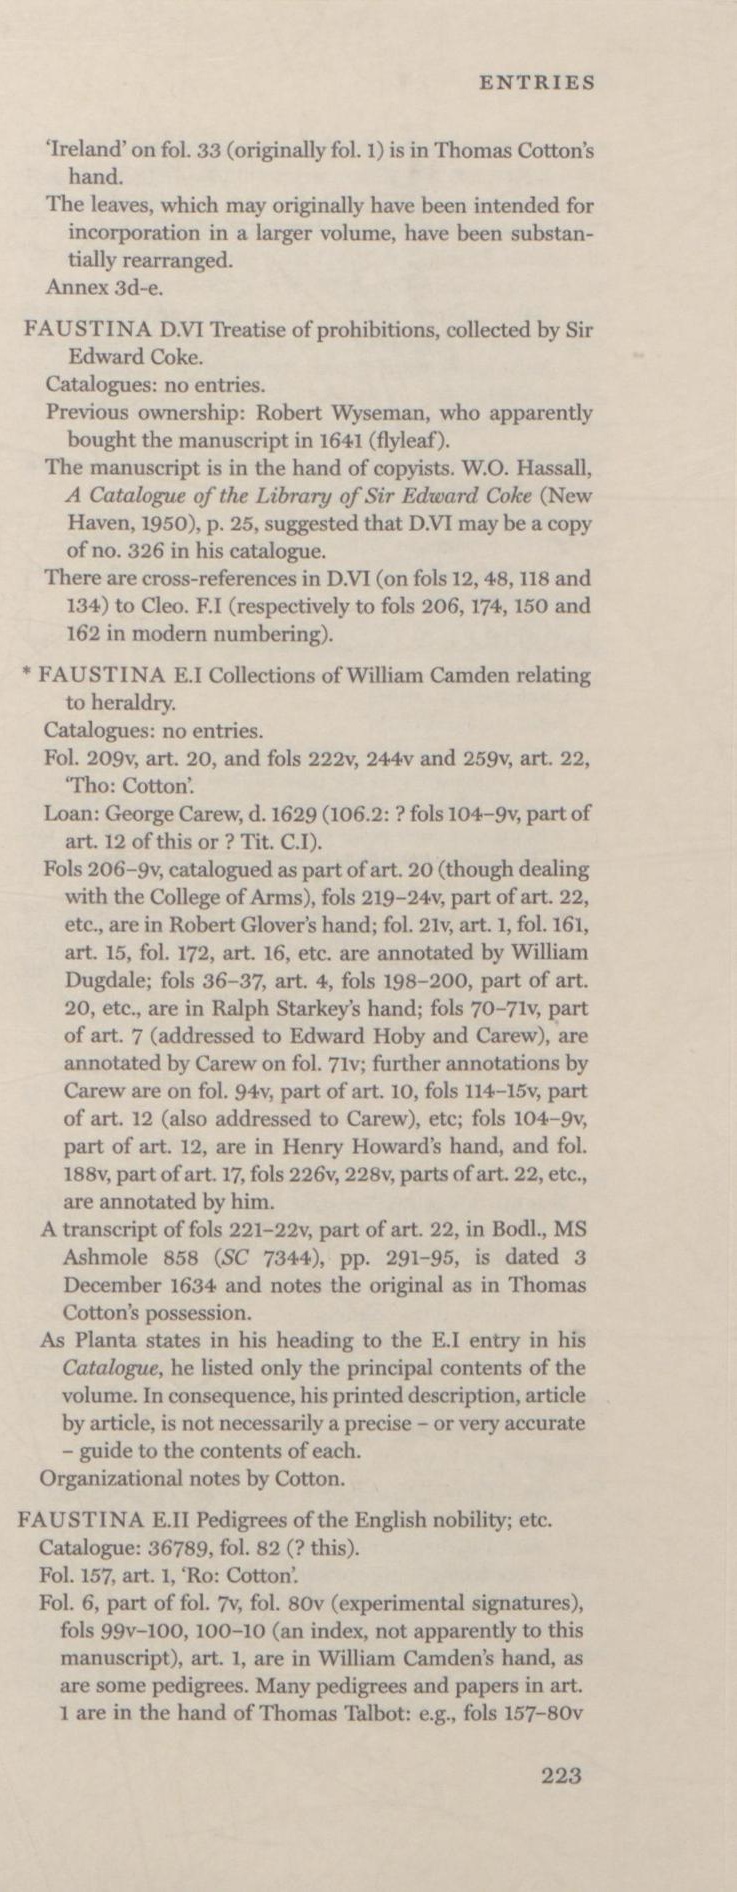 ENTRIES
‘Ireland’ on fol. 33 (originally fol. 1) is in Thomas Cotton’s
hand.
The leaves, which may originally have been intended for
incorporation in a larger volume, have been substan-
tially rearranged.
Annex 3d–e.
FAUSTINA D.VI Treatise of prohibitions, collected by Sir
Edward Coke.
Catalogues: no entries.
Previous ownership: Robert Wyseman, who apparently
bought the manuscript in 1641 (flyleaf).
The manuscript is in the hand of copyists. W.O. Hassall,
A Catalogue of the Library of Sir Edward Coke (New
Haven, 1950), p. 25, suggested that D.VI may be a copy
of no. 326 in his catalogue.
There are cross-references in D.VI (on fols 12, 48, 118 and
134) to Cleo. F.I (respectively to fols 206, 174, 150 and
162 in modern numbering).
* FAUSTINA E.I Collections of William Camden relating
to heraldry.
Catalogues: no entries.
Fol. 209v, art. 20, and fols 222v, 244v and 259v, art. 22,
‘Tho: Cotton’.
Loan: George Carew, d. 1629 (106.2: ? fols 104–9v, part of
art. 12 of this or ? Tit. C.I).
Fols 206–9v, catalogued as part of art. 20 (though dealing
with the College of Arms), fols 219–24v, part of art. 22,
etc., are in Robert Glover’s hand; fol. 21v, art. 1, fol. 161,
art. 15, fol. 172, art. 16, etc. are annotated by William
Dugdale; fols 36–37, art. 4, fols 198–200, part of art.
20, etc., are in Ralph Starkey’s hand; fols 70–71v, part
of art. 7 (addressed to Edward Hoby and Carew), are
annotated by Carew on fol. 71v; further annotations by
Carew are on fol. 94v, part of art. 10, fols 114–15v, part
of art. 12 (also addressed to Carew), etc; fols 104–9v,
part of art. 12, are in Henry Howard’s hand, and fol.
188v, part of art. 17, fols 226v, 228v, parts of art. 22, etc.,
are annotated by him.
A transcript of fols 221–22v, part of art. 22, in Bodl., MS
Ashmole 858 (SC 7344), pp. 291–95, is dated 3
December 1634 and notes the original as in Thomas
Cotton’s possession.
As Planta states in his heading to the E.I entry in his
Catalogue, he listed only the principal contents of the
volume. In consequence, his printed description, article
by article, is not necessarily a precise – or very accurate
– guide to the contents of each.
Organizational notes by Cotton.
FAUSTINA E.II Pedigrees of the English nobility; etc.
Catalogue: 36789, fol. 82 (? this).
Fol. 157, art. 1, ‘Ro: Cotton’.
Fol. 6, part of fol. 7v, fol. 80v (experimental signatures),
fols 99v–100, 100–10 (an index, not apparently to this
manuscript), art. 1, are in William Camden’s hand, as
are some pedigrees. Many pedigrees and papers in art.
1 are in the hand of Thomas Talbot: e.g., fols 157–80v
223